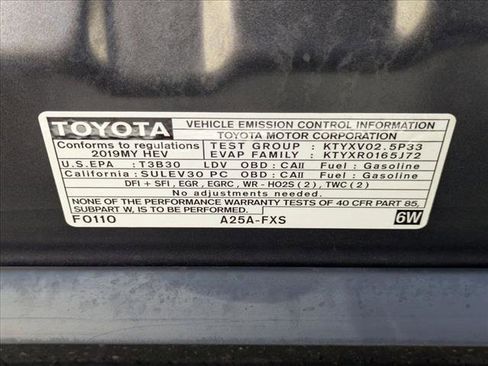 TOYOTA
VEHICLE EMISSION CONTROL INFORMATION
TOYOTA MOTOR CORPORATION
Conforms to regulations
2019MY HEV
TEST GROUP : KTYXV02.5P33
EVAP FAMILY : KTYXR0165J72
U.S.EPA : T3B30 LDV OBD : CAII Fuel : Gasoline
California : SULEV30 PC OBD : CAII Fuel : Gasoline
DFI + SFI , EGR , EGRC , WR - HO2S ( 2 ) , TWC ( 2 )
No adjustments needed.
NONE OF THE PERFORMANCE WARRANTY TESTS OF 40 CFR PART 85,
SUBPART W, IS TO BE PERFORMED.
F0110 A25A-FXS 6W